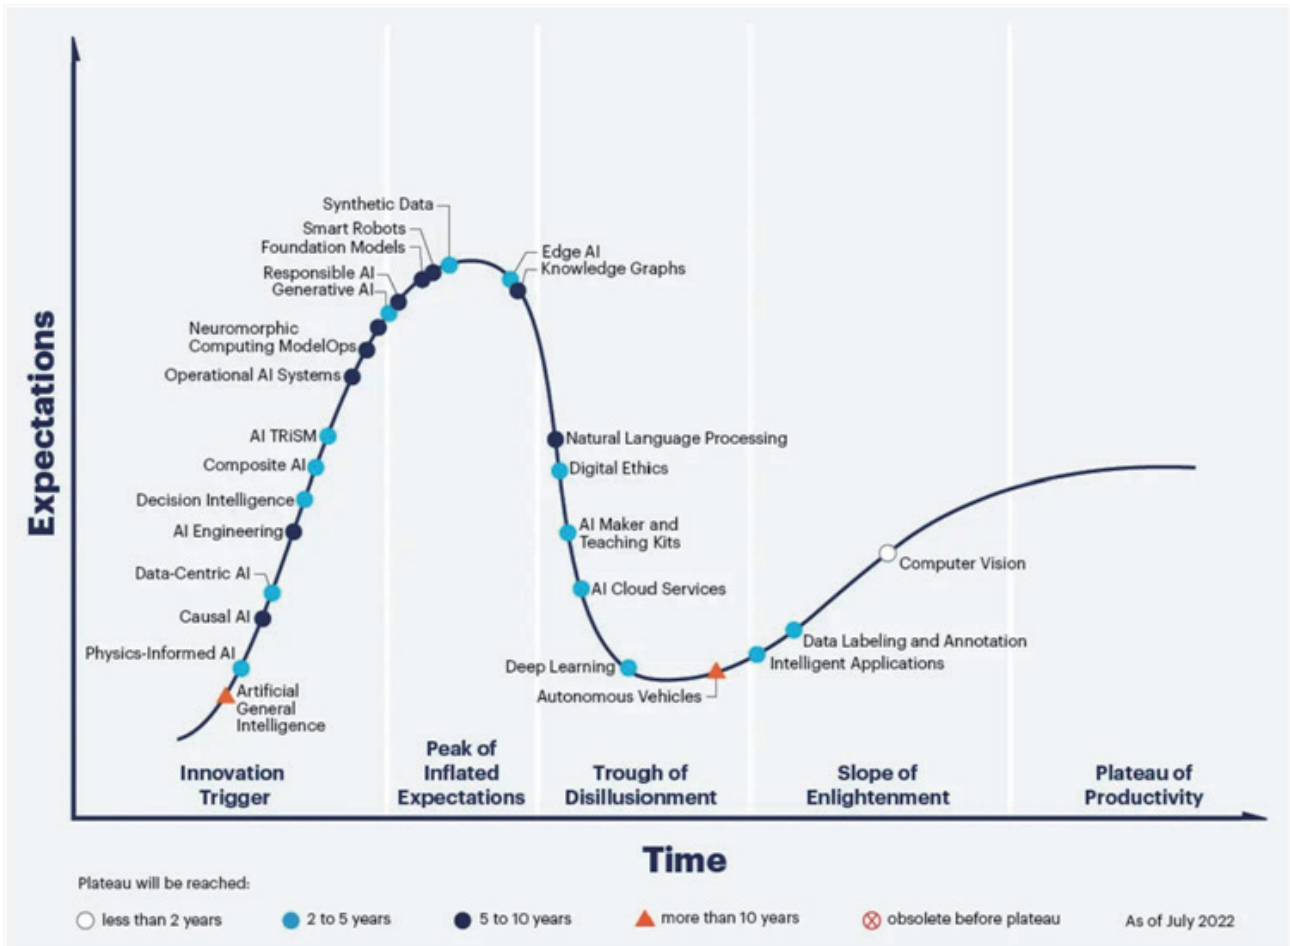 Expectations
Synthetic Data
Smart Robots
Foundation Models
Responsible AI
Generative AI
Neuromorphic
Computing ModelOps
Operational AI Systems
AI TRiSM
Composite AI
Decision Intelligence
AI Engineering
Data-Centric AI
Causal AI
Physics-Informed AI
Artificial
General
Intelligence
Edge AI
Knowledge Graphs
Natural Language Processing
Digital Ethics
AI Maker and
Teaching Kits
AI Cloud Services
Deep Learning
Autonomous Vehicles
Computer Vision
Data Labeling and Annotation
Intelligent Applications
Innovation
Trigger
Peak of
Inflated
Expectations
Trough of
Disillusionment
Slope of
Enlightenment
Plateau of
Productivity
Time
Plateau will be reached:
less than 2 years
2 to 5 years
5 to 10 years
more than 10 years
obsolete before plateau
As of July 2022